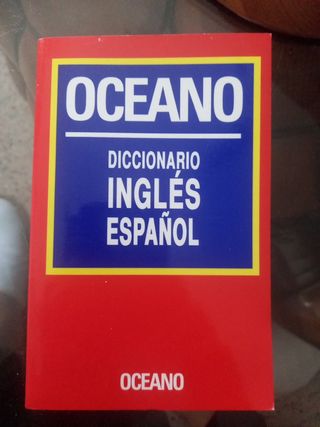 OCEANO
DICCIONARIO
INGLÉS
ESPAÑOL
OCEANO